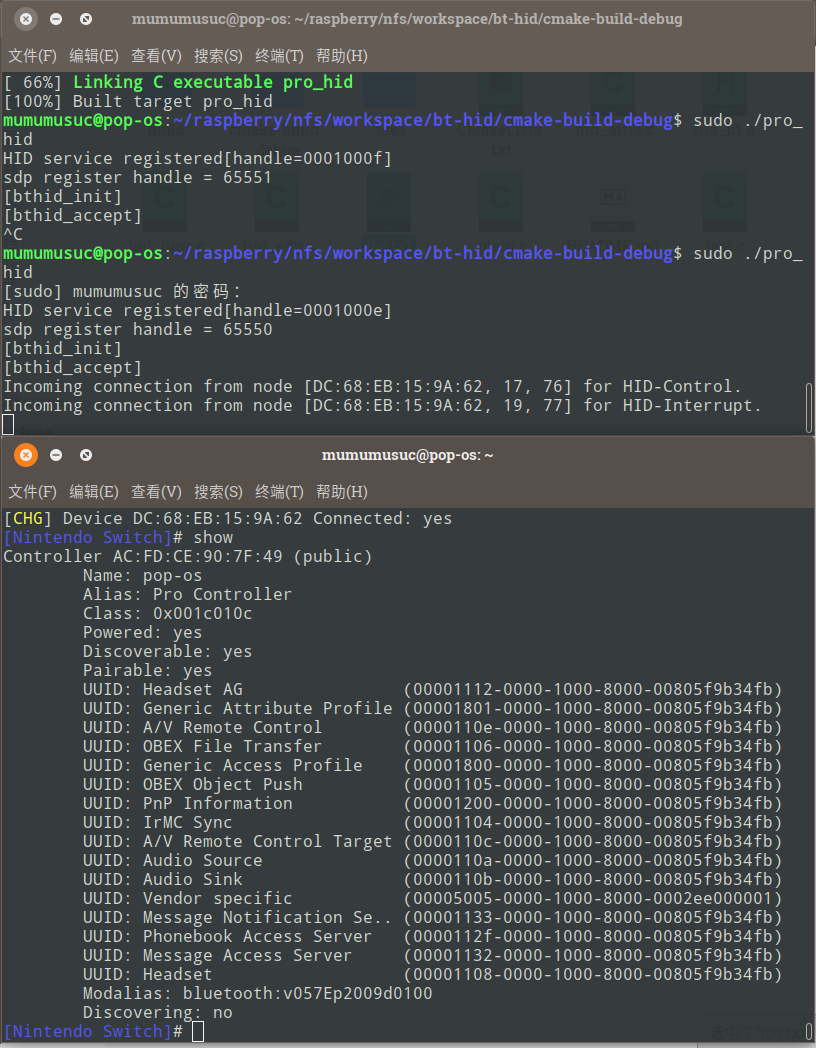 mumumusuc@pop-os: ~/raspberry/nfs/workspace/bt-hid/cmake-build-debug
文件(F) 编辑(E) 查看(V) 搜索(S) 终端(T) 帮助(H)
[ 66%] Linking C executable pro_hid
[100%] Built target pro_hid
mumumusuc@pop-os:~/raspberry/nfs/workspace/bt-hid/cmake-build-debug$ sudo ./pro_
hid
HID service registered[handle=0001000f]
sdp register handle = 65551
[bthid_init]
[bthid_accept]
^C
mumumusuc@pop-os:~/raspberry/nfs/workspace/bt-hid/cmake-build-debug$ sudo ./pro_
hid
[sudo] mumumusuc 的密码:
HID service registered[handle=0001000e]
sdp register handle = 65550
[bthid_init]
[bthid_accept]
Incoming connection from node [DC:68:EB:15:9A:62, 17, 76] for HID-Control.
Incoming connection from node [DC:68:EB:15:9A:62, 19, 77] for HID-Interrupt.
mumumusuc@pop-os: ~
文件(F) 编辑(E) 查看(V) 搜索(S) 终端(T) 帮助(H)
[CHG] Device DC:68:EB:15:9A:62 Connected: yes
[Nintendo Switch]# show
Controller AC:FD:CE:90:7F:49 (public)
Name: pop-os
Alias: Pro Controller
Class: 0x001c010c
Powered: yes
Discoverable: yes
Pairable: yes
UUID: Headset AG (00001112-0000-1000-8000-00805f9b34fb)
UUID: Generic Attribute Profile (00001801-0000-1000-8000-00805f9b34fb)
UUID: A/V Remote Control (0000110e-0000-1000-8000-00805f9b34fb)
UUID: OBEX File Transfer (00001106-0000-1000-8000-00805f9b34fb)
UUID: Generic Access Profile (00001800-0000-1000-8000-00805f9b34fb)
UUID: OBEX Object Push (00001105-0000-1000-8000-00805f9b34fb)
UUID: PnP Information (00001200-0000-1000-8000-00805f9b34fb)
UUID: IrMC Sync (00001104-0000-1000-8000-00805f9b34fb)
UUID: A/V Remote Control Target (0000110c-0000-1000-8000-00805f9b34fb)
UUID: Audio Source (0000110a-0000-1000-8000-00805f9b34fb)
UUID: Audio Sink (0000110b-0000-1000-8000-00805f9b34fb)
UUID: Vendor specific (00005005-0000-1000-8000-0002ee000001)
UUID: Message Notification Se.. (00001133-0000-1000-8000-00805f9b34fb)
UUID: Phonebook Access Server (0000112f-0000-1000-8000-00805f9b34fb)
UUID: Message Access Server (00001132-0000-1000-8000-00805f9b34fb)
UUID: Headset (00001108-0000-1000-8000-00805f9b34fb)
Modalias: bluetooth:v057Ep2009d0100
Discovering: no
[Nintendo Switch]#